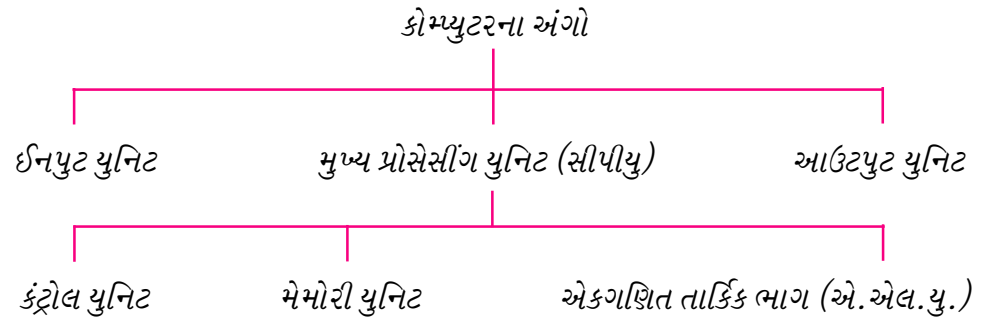 કોમ્પ્યુટરના અંગો
ઈનપુટ યુનિટ મુખ્ય પ્રોસેસીંગ યુનિટ (સીપીયુ) આઉટપુટ યુનિટ
કંટ્રોલ યુનિટ મેમોરી યુનિટ એકગણિત તાર્કિક ભાગ (એ.એલ.યુ.)